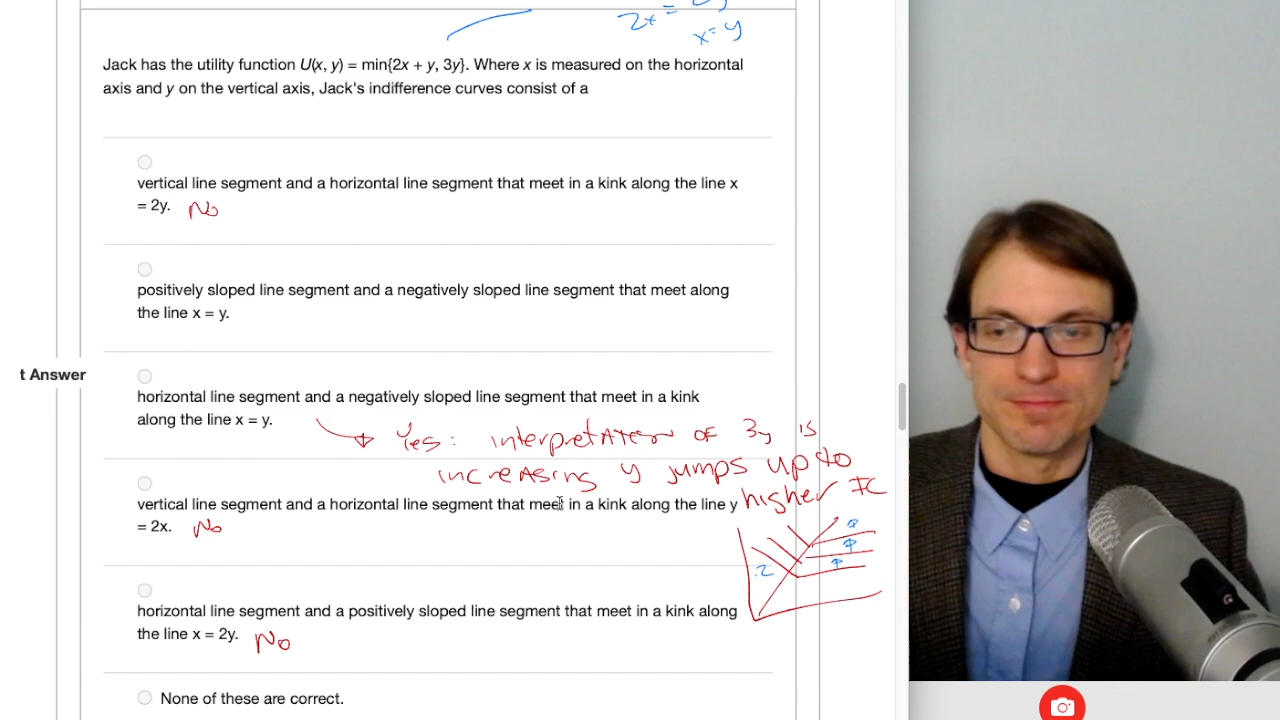 2x =
x = y
Jack has the utility function U(x, y) = min{2x + y, 3y}. Where x is measured on the horizontal
axis and y on the vertical axis, Jack's indifference curves consist of a
vertical line segment and a horizontal line segment that meet in a kink along the line x
= 2y. No
positively sloped line segment and a negatively sloped line segment that meet along
the line x = y.
t Answer
horizontal line segment and a negatively sloped line segment that meet in a kink
along the line x = y.
Yes: interpretation of 3y is
increasing y jumps up to
higher IC
vertical line segment and a horizontal line segment that meet in a kink along the line y
= 2x. No
horizontal line segment and a positively sloped line segment that meet in a kink along
the line x = 2y. No
None of these are correct.